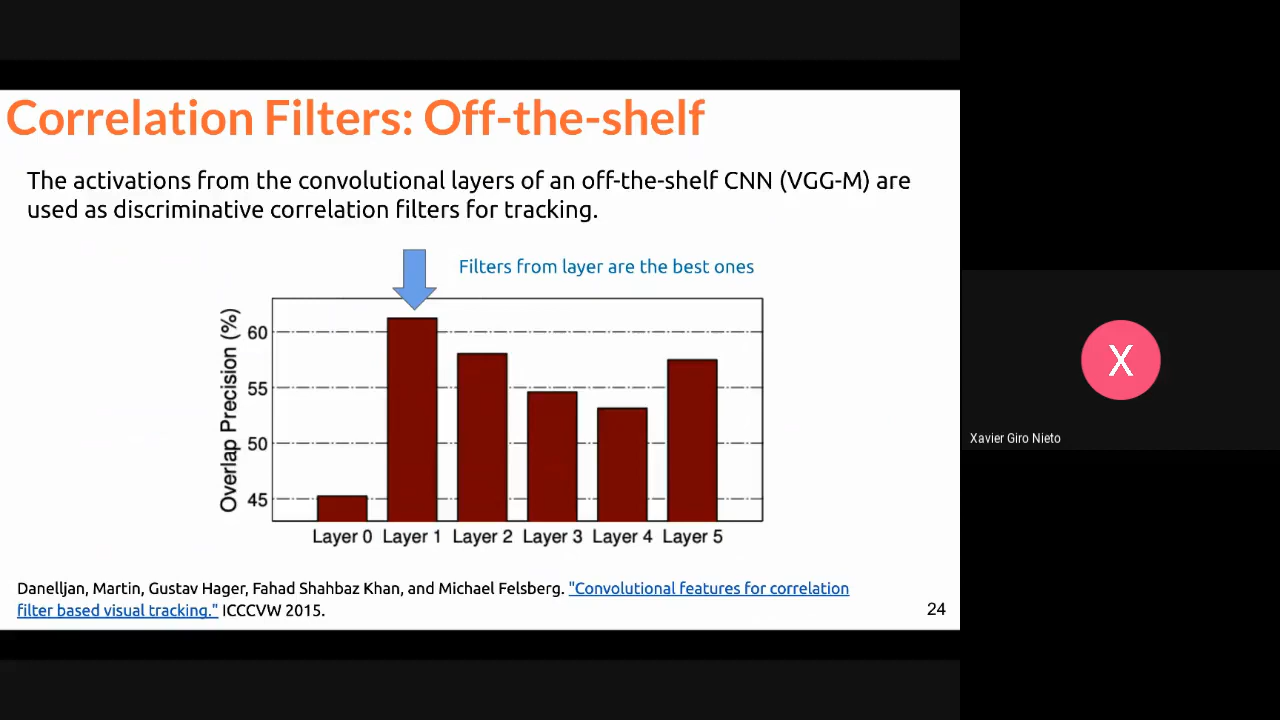 Correlation Filters: Off-the-shelf
The activations from the convolutional layers of an off-the-shelf CNN (VGG-M) are
used as discriminative correlation filters for tracking.
Filters from layer are the best ones
Overlap Precision (%)
60
55
50
45
Layer 0 Layer 1 Layer 2 Layer 3 Layer 4 Layer 5
Danelljan, Martin, Gustav Hager, Fahad Shahbaz Khan, and Michael Felsberg. "Convolutional features for correlation
filter based visual tracking." ICCCVW 2015.
24
X
Xavier Giro Nieto